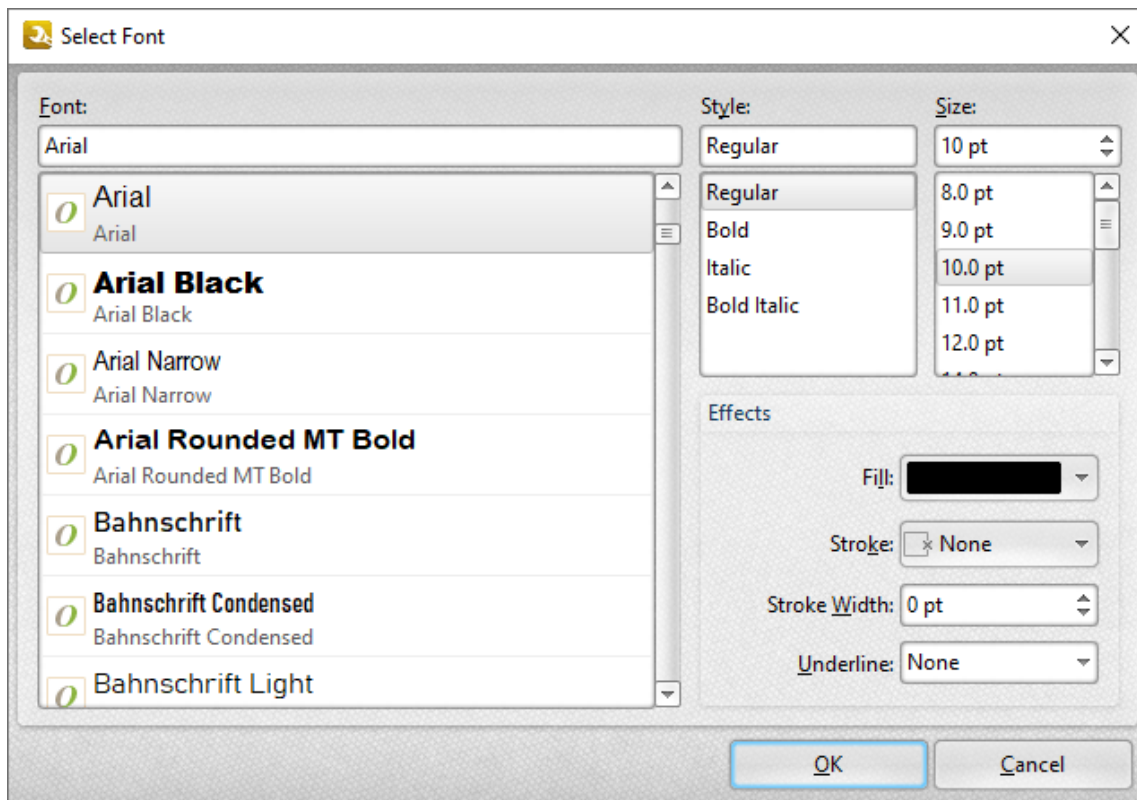 Select Font
Font:
Arial
Arial
Arial
Arial Black
Arial Black
Arial Narrow
Arial Narrow
Arial Rounded MT Bold
Arial Rounded MT Bold
Bahnschrift
Bahnschrift
Bahnschrift Condensed
Bahnschrift Condensed
Bahnschrift Light
Style:
Regular
Regular
Bold
Italic
Bold Italic
Size:
10 pt
8.0 pt
9.0 pt
10.0 pt
11.0 pt
12.0 pt
Effects
Fill:
Stroke: None
Stroke Width: 0 pt
Underline: None
OK
Cancel